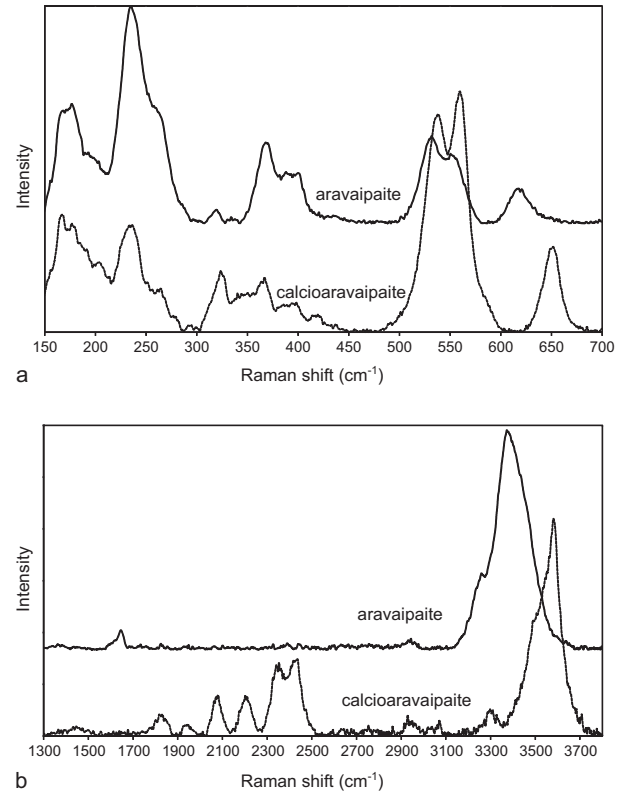 Intensity
aravaipaite
calcioaravaipaite
150 200 250 300 350 400 450 500 550 600 650 700
a
Raman shift (cm-1)
Intensity
aravaipaite
calcioaravaipaite
1300 1500 1700 1900 2100 2300 2500 2700 2900 3100 3300 3500 3700
b
Raman shift (cm-1)